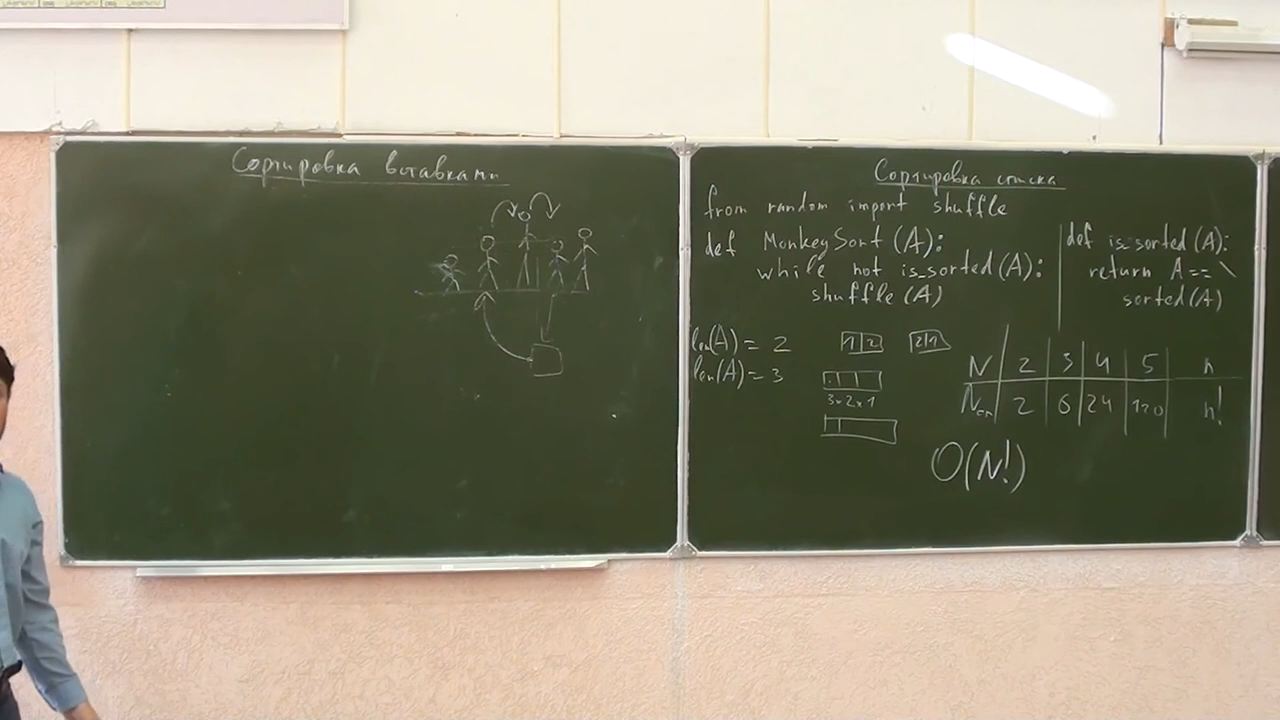 Сортировка вставками
Сортировка списка
from random import shuffle
def MonkeySort (A):
while not is_sorted(A):
shuffle(A)
def is_sorted(A):
return A == \
sorted(A)
len(A) = 2
1 2
2 1
len(A) = 3
3×2×1
N 2 3 4 5 n
2 6 24 120 n!
O(N!)